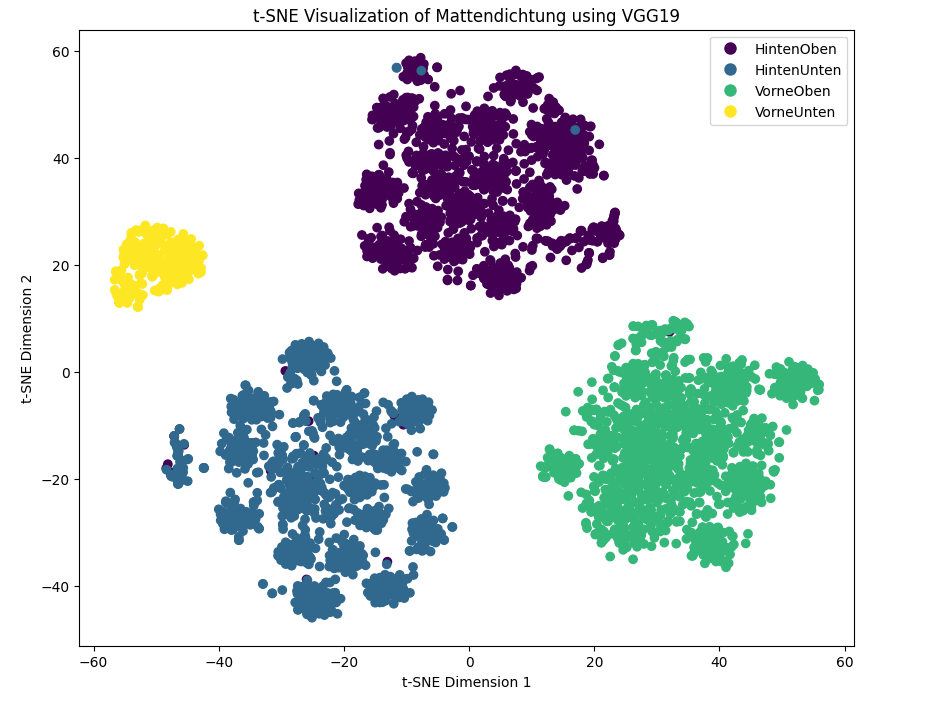 t-SNE Visualization of Mattendichtung using VGG19
HintenOben
HintenUnten
VorneOben
VorneUnten
60
40
20
0
−20
−40
t-SNE Dimension 2
−60
−40
−20
0
20
40
60
t-SNE Dimension 1